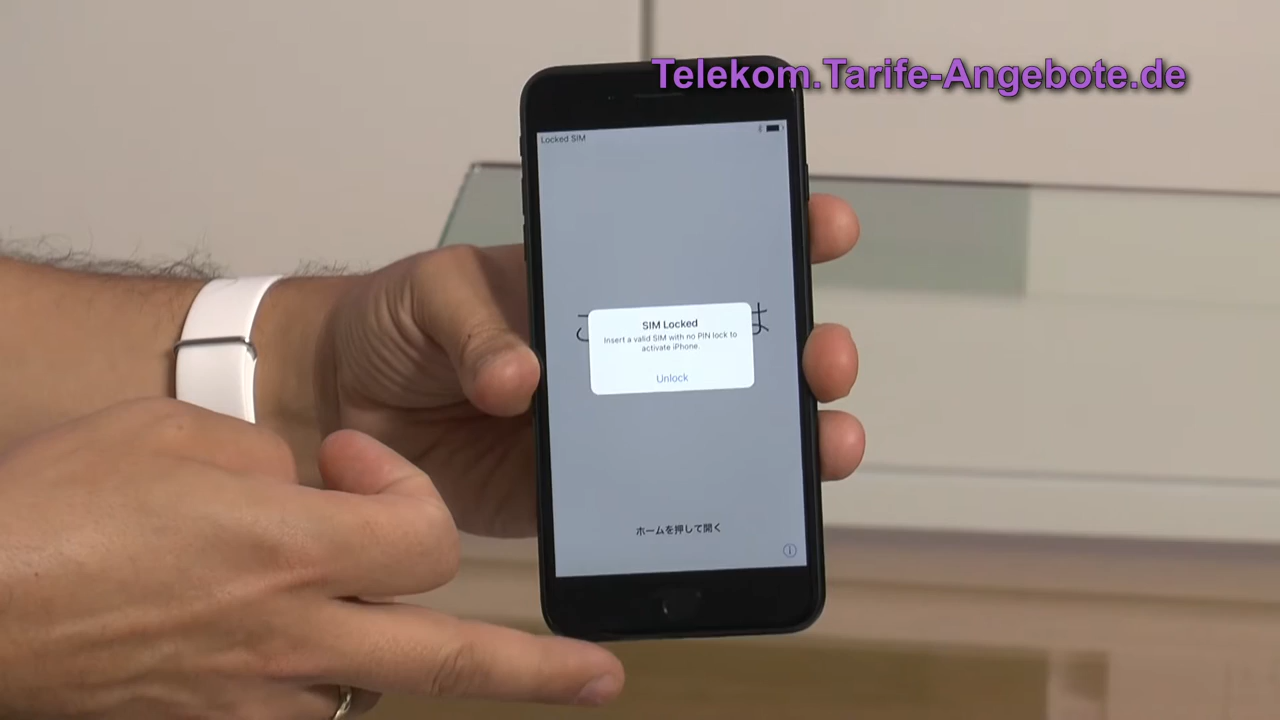 Telekom.Tarife-Angebote.de
Locked SIM
SIM Locked
Insert a valid SIM with no PIN lock to
activate iPhone.
Unlock
ホームを押して開く